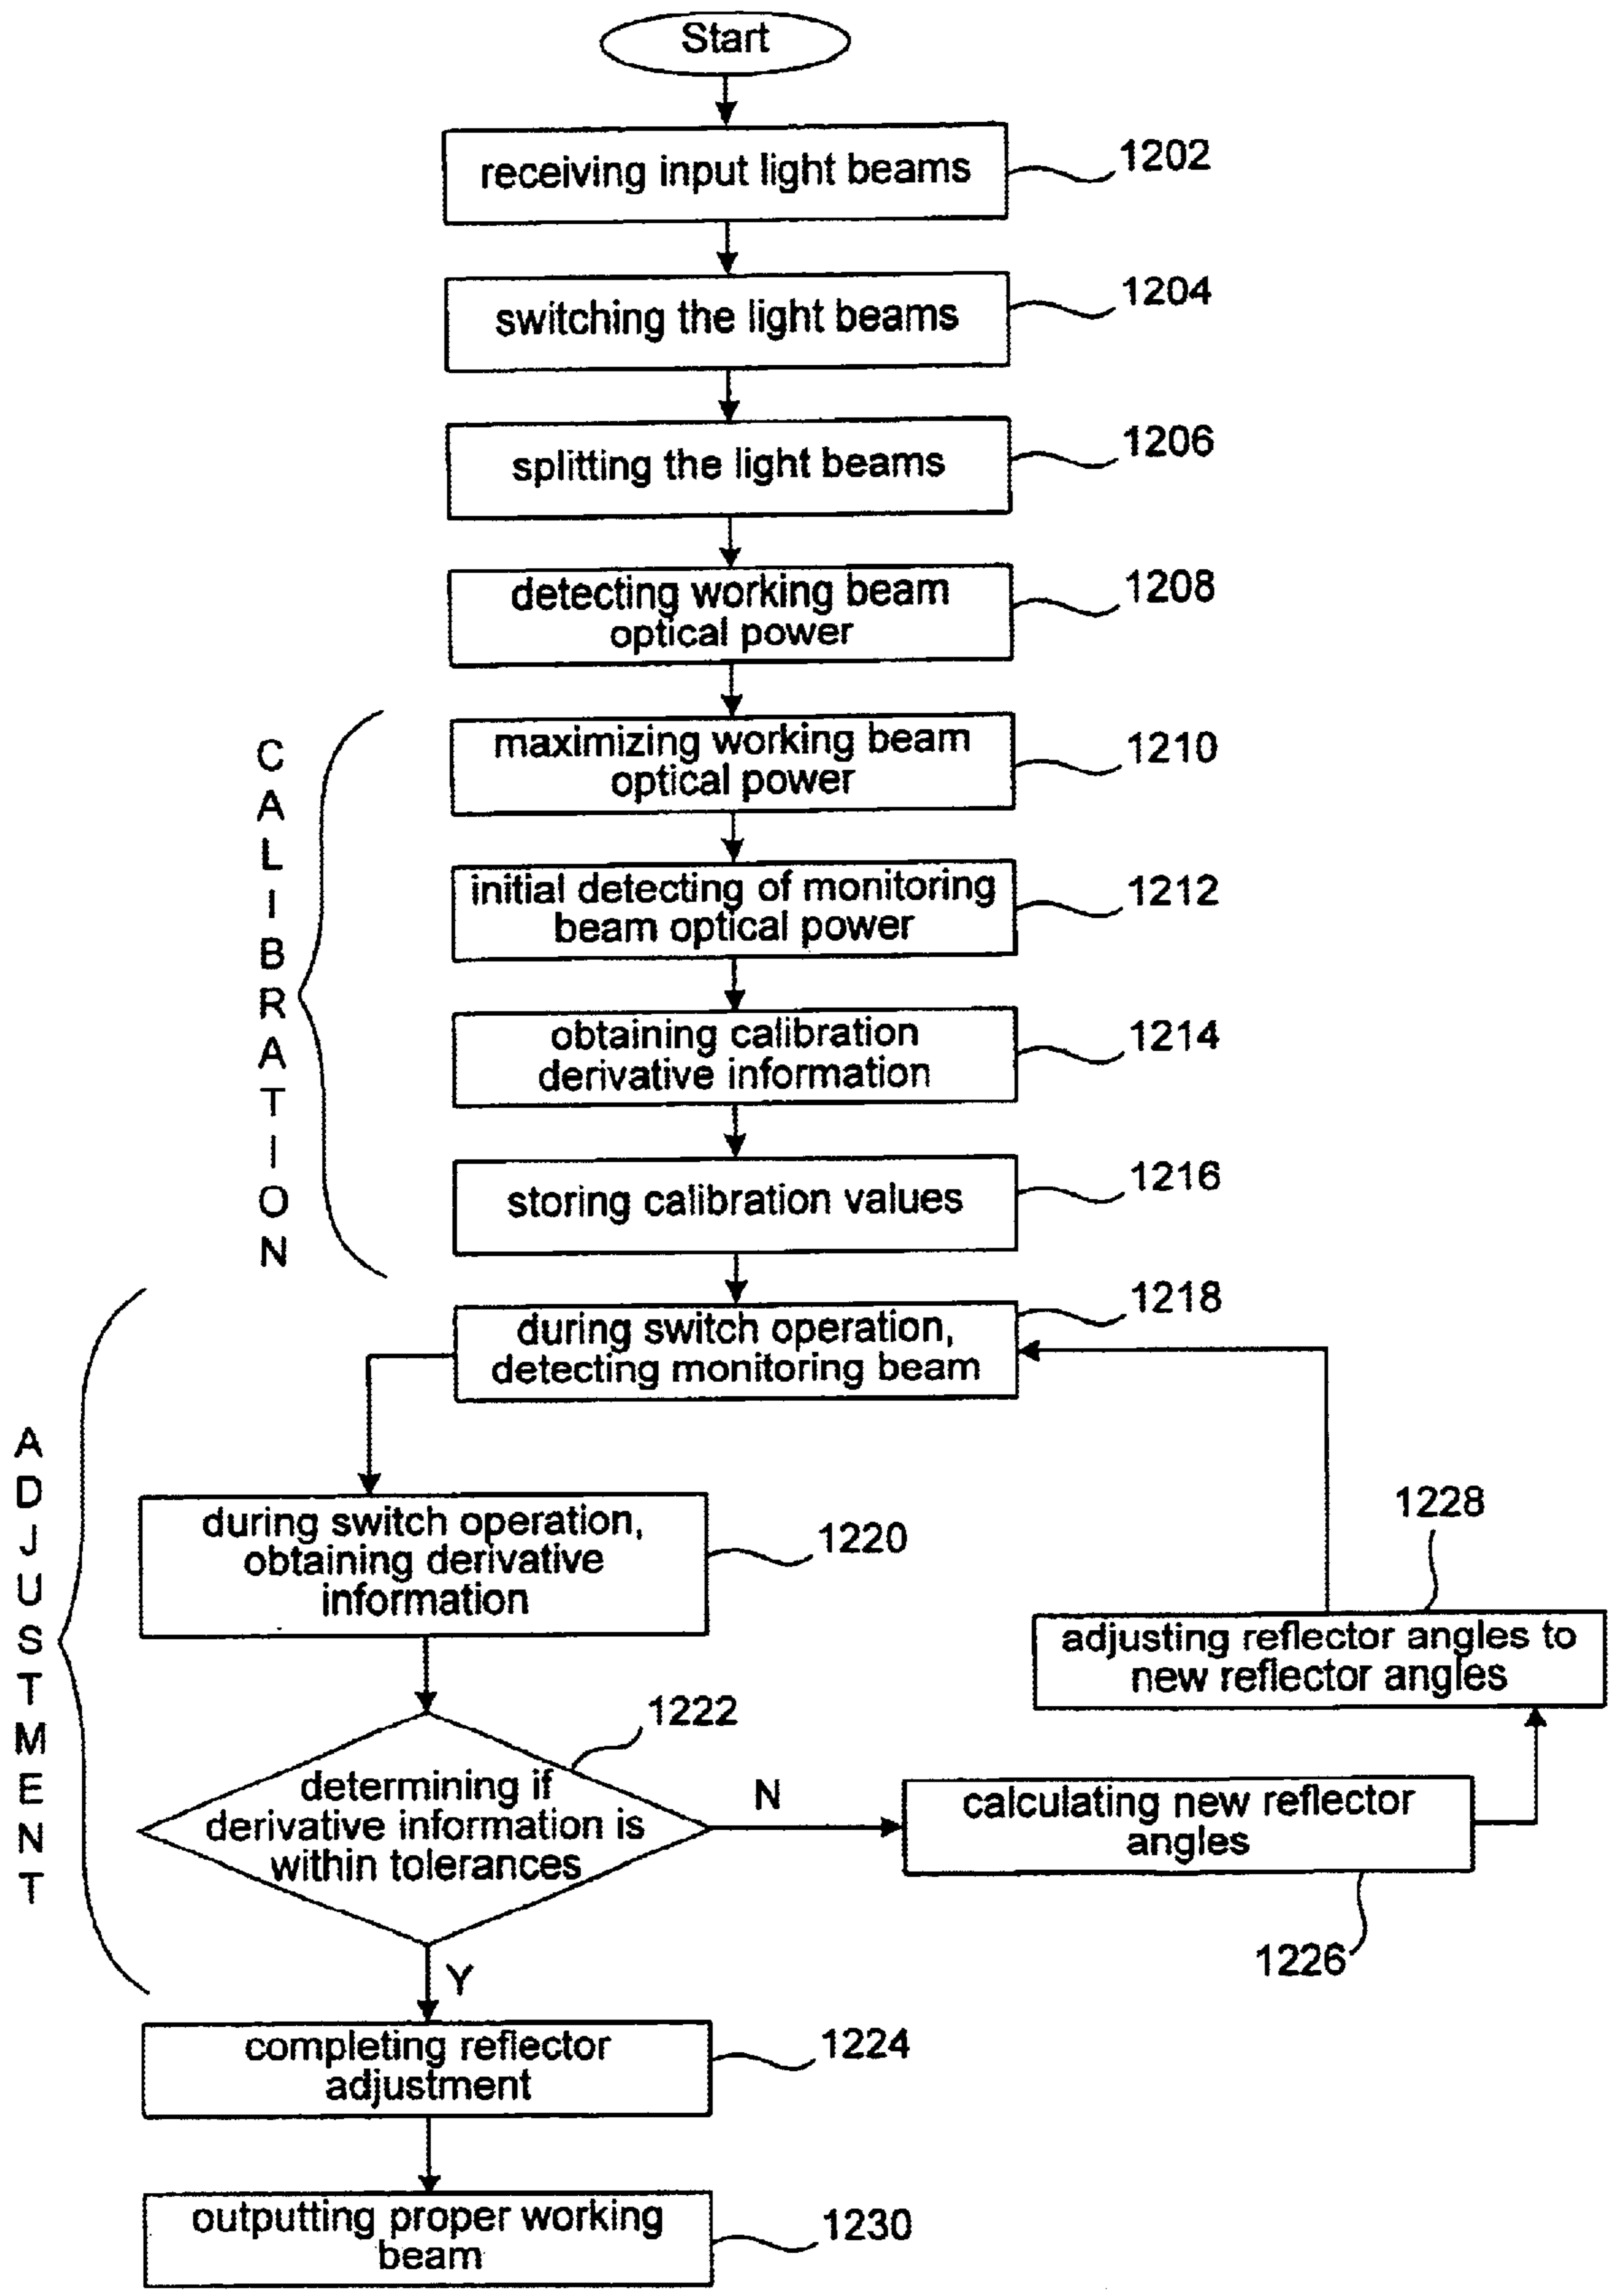 Start
receiving input light beams
1202
switching the light beams
1204
splitting the light beams
1206
detecting working beam
optical power
1208
CALIBRATION
maximizing working beam
optical power
1210
initial detecting of monitoring
beam optical power
1212
obtaining calibration
derivative information
1214
storing calibration values
1216
ADJUSTMENT
during switch operation,
detecting monitoring beam
1218
during switch operation,
obtaining derivative
information
1220
determining if
derivative information is
within tolerances
1222
N
calculating new reflector
angles
1226
adjusting reflector angles to
new reflector angles
1228
Y
completing reflector
adjustment
1224
outputting proper working
beam
1230